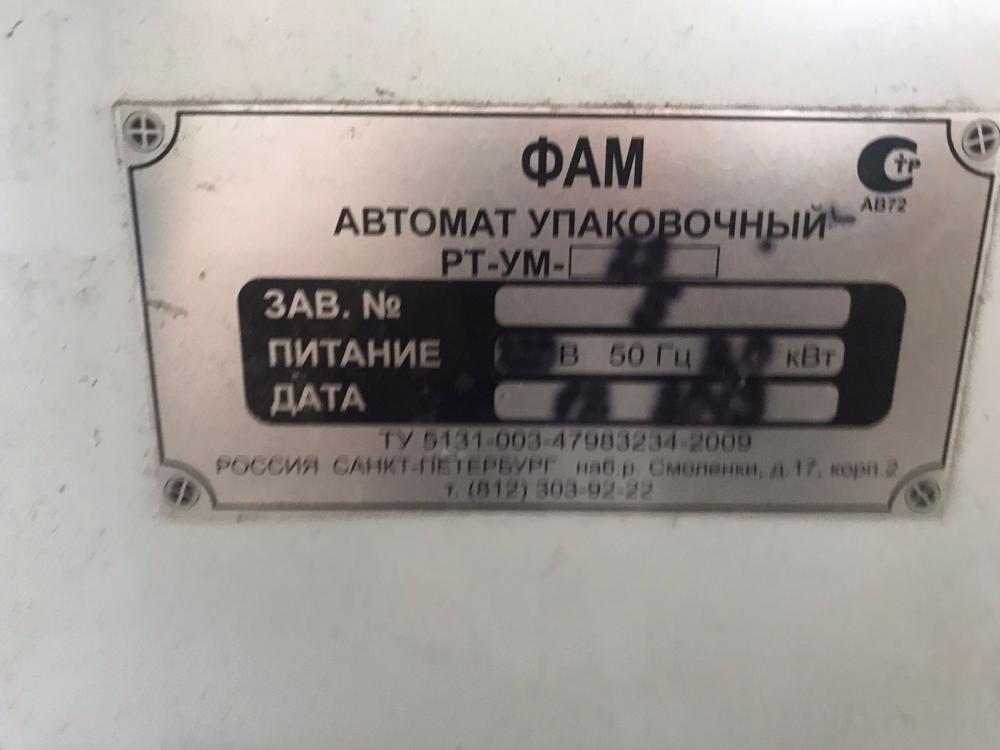 ФАМ
АВТОМАТ УПАКОВОЧНЫЙ
АВ72
РТ-УМ-
ЗАВ. №
ПИТАНИЕ В 50 Гц кВт
ДАТА
ТУ 5131-003-47983234-2009
РОССИЯ САНКТ-ПЕТЕРБУРГ наб.р. Смоленки, д.17, корп.2
т. (812) 303-92-22